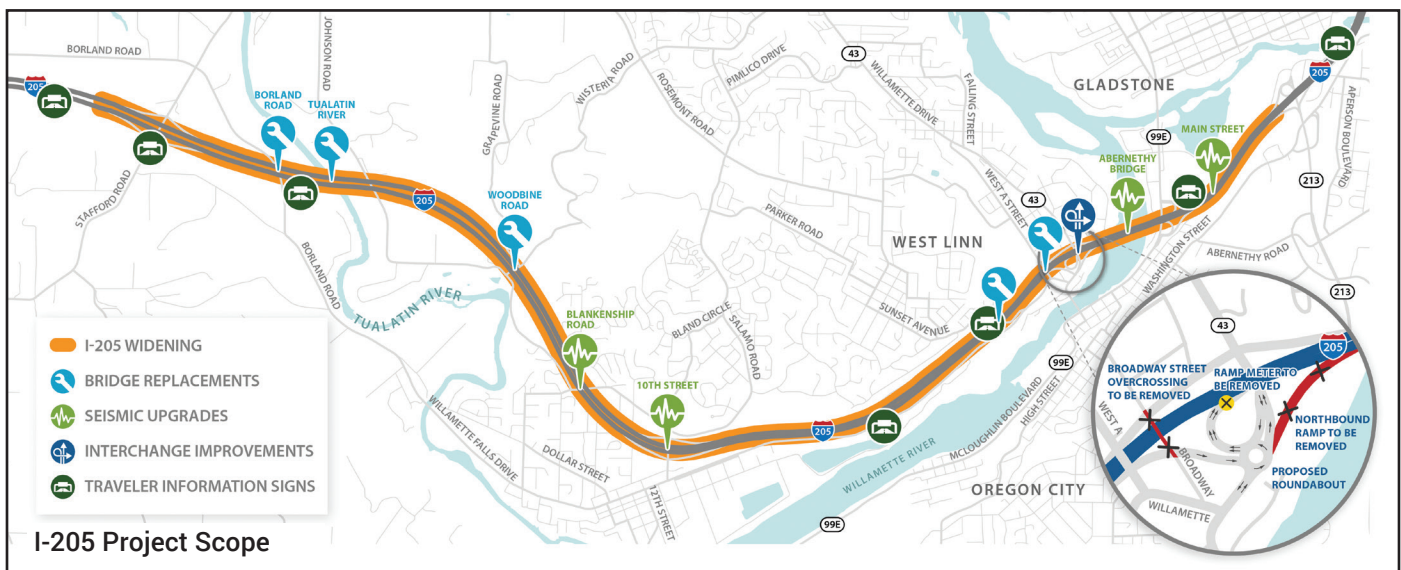 BORLAND ROAD
JOHNSON ROAD
205
STAFFORD ROAD
BORLAND
ROAD
TUALATIN
RIVER
BORLAND ROAD
TUALATIN RIVER
205
GRAPEVINE ROAD
WISTERIA ROAD
WOODBINE
ROAD
ROSEMONT ROAD
PIMLICO DRIVE
43
WILLAMETTE DRIVE
FAILING STREET
WEST A STREET
43
GLADSTONE
99E
ABERNETHY
BRIDGE
MAIN STREET
205
APERSON BOULEVARD
213
WASHINGTON STREET
ABERNETHY ROAD
213
PARKER ROAD
WEST LINN
SUNSET AVENUE
BLANKENSHIP
ROAD
BLAND CIRCLE
SALAMO ROAD
10TH STREET
205
WILLAMETTE FALLS DRIVE
DOLLAR STREET
12TH STREET
WILLAMETTE RIVER
MCLOUGHLIN BOULEVARD
HIGH STREET
99E
OREGON CITY
99E
I-205 WIDENING
BRIDGE REPLACEMENTS
SEISMIC UPGRADES
INTERCHANGE IMPROVEMENTS
TRAVELER INFORMATION SIGNS
I-205 Project Scope
43
205
BROADWAY STREET
OVERCROSSING
TO BE REMOVED
RAMP METER TO
BE REMOVED
WEST A
BROADWAY
WILLAMETTE
NORTHBOUND
RAMP TO BE
REMOVED
PROPOSED
ROUNDABOUT